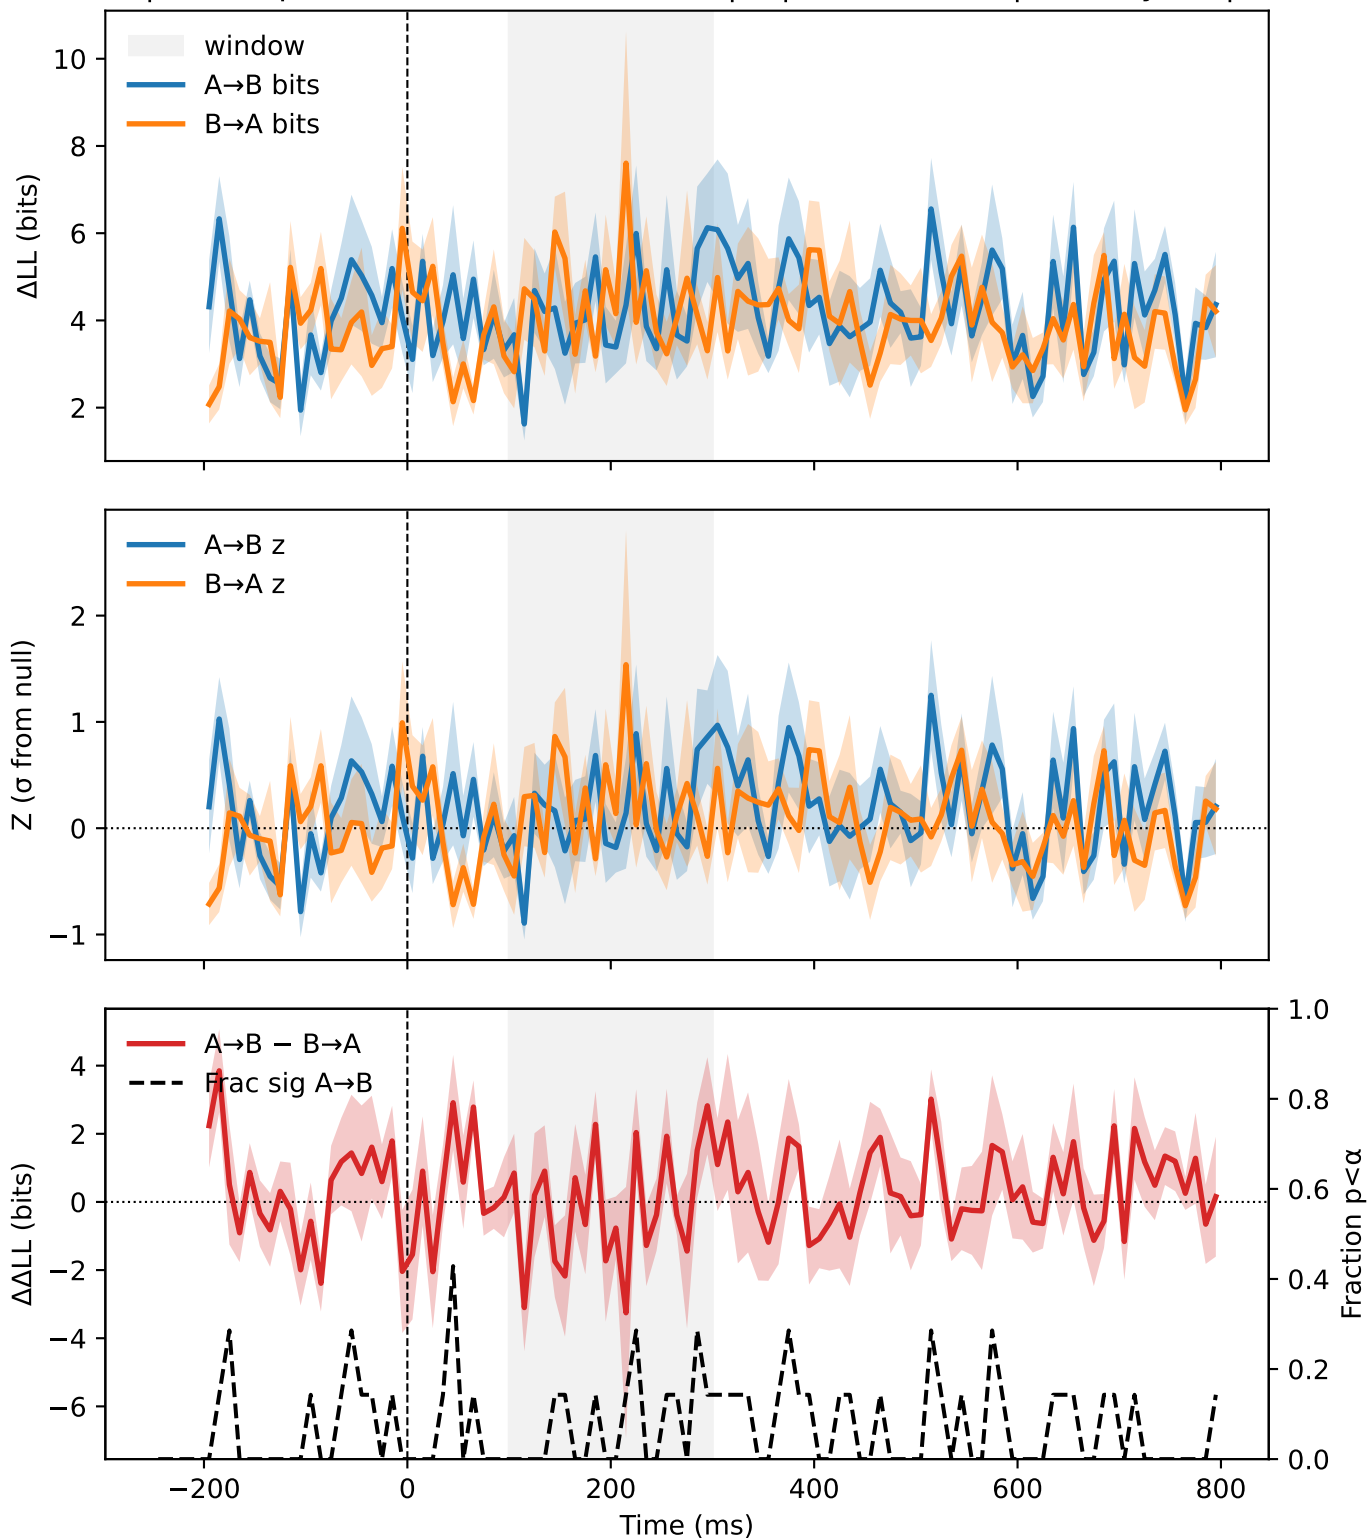 window
A→B bits
B→A bits
ΔLL (bits)
10
8
6
4
2
A→B z
B→A z
Z (σ from null)
2
1
0
−1
A→B − B→A
Frac sig A→B
ΔΔLL (bits)
4
2
0
−2
−4
−6
1.0
0.8
0.6
0.4
0.2
0.0
Fraction p<α
−200
0
200
400
600
800
Time (ms)